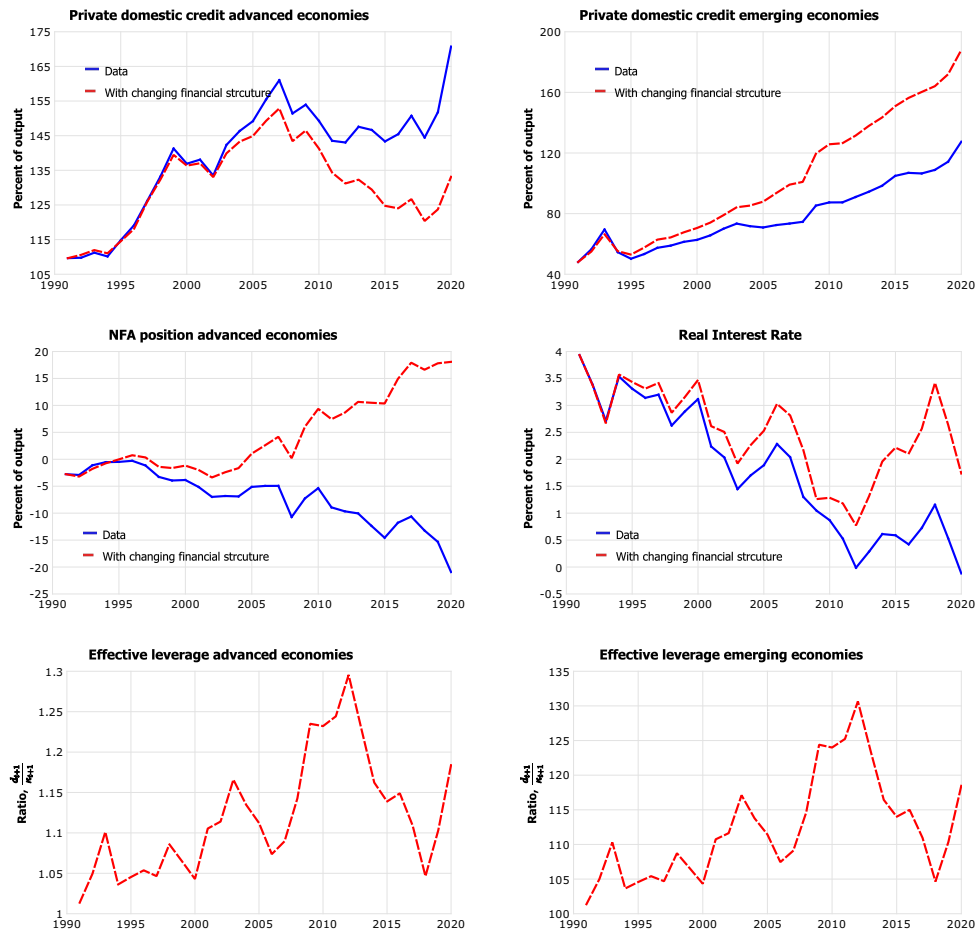 Private domestic credit advanced economies
Percent of output
175
165
155
145
135
125
115
105
Data
With changing financial strcuture
1990 1995 2000 2005 2010 2015 2020
Private domestic credit emerging economies
Percent of output
200
160
120
80
40
Data
With changing financial strcuture
1990 1995 2000 2005 2010 2015 2020
NFA position advanced economies
Percent of output
20
15
10
5
0
-5
-10
-15
-20
-25
Data
With changing financial strcuture
1990 1995 2000 2005 2010 2015 2020
Real Interest Rate
Percent of output
4
3.5
3
2.5
2
1.5
1
0.5
0
-0.5
Data
With changing financial strcuture
1990 1995 2000 2005 2010 2015 2020
Effective leverage advanced economies
Ratio,
1.3
1.25
1.2
1.15
1.1
1.05
1
1990 1995 2000 2005 2010 2015 2020
Effective leverage emerging economies
Ratio,
135
130
125
120
115
110
105
100
1990 1995 2000 2005 2010 2015 2020